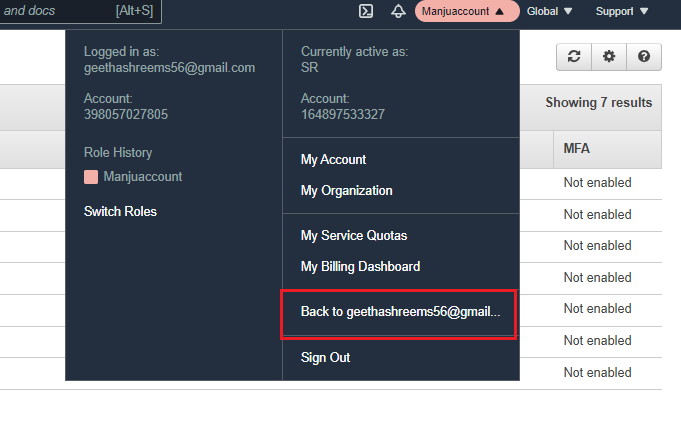 and docs [Alt+S] Manjuaccount Global Support
Logged in as:
geethashreems56@gmail.com
Account:
398057027805
Role History
Manjuaccount
Switch Roles
Currently active as:
SR
Account:
164897533327
My Account
My Organization
My Service Quotas
My Billing Dashboard
Back to geethashreems56@gmail...
Sign Out
Showing 7 results
MFA
Not enabled
Not enabled
Not enabled
Not enabled
Not enabled
Not enabled
Not enabled